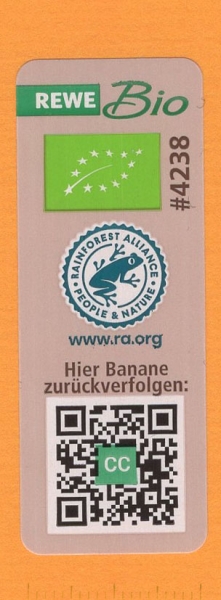 REWE Bio
#4238
RAINFOREST ALLIANCE
PEOPLE & NATURE
www.ra.org
Hier Banane
zurückverfolgen:
CC